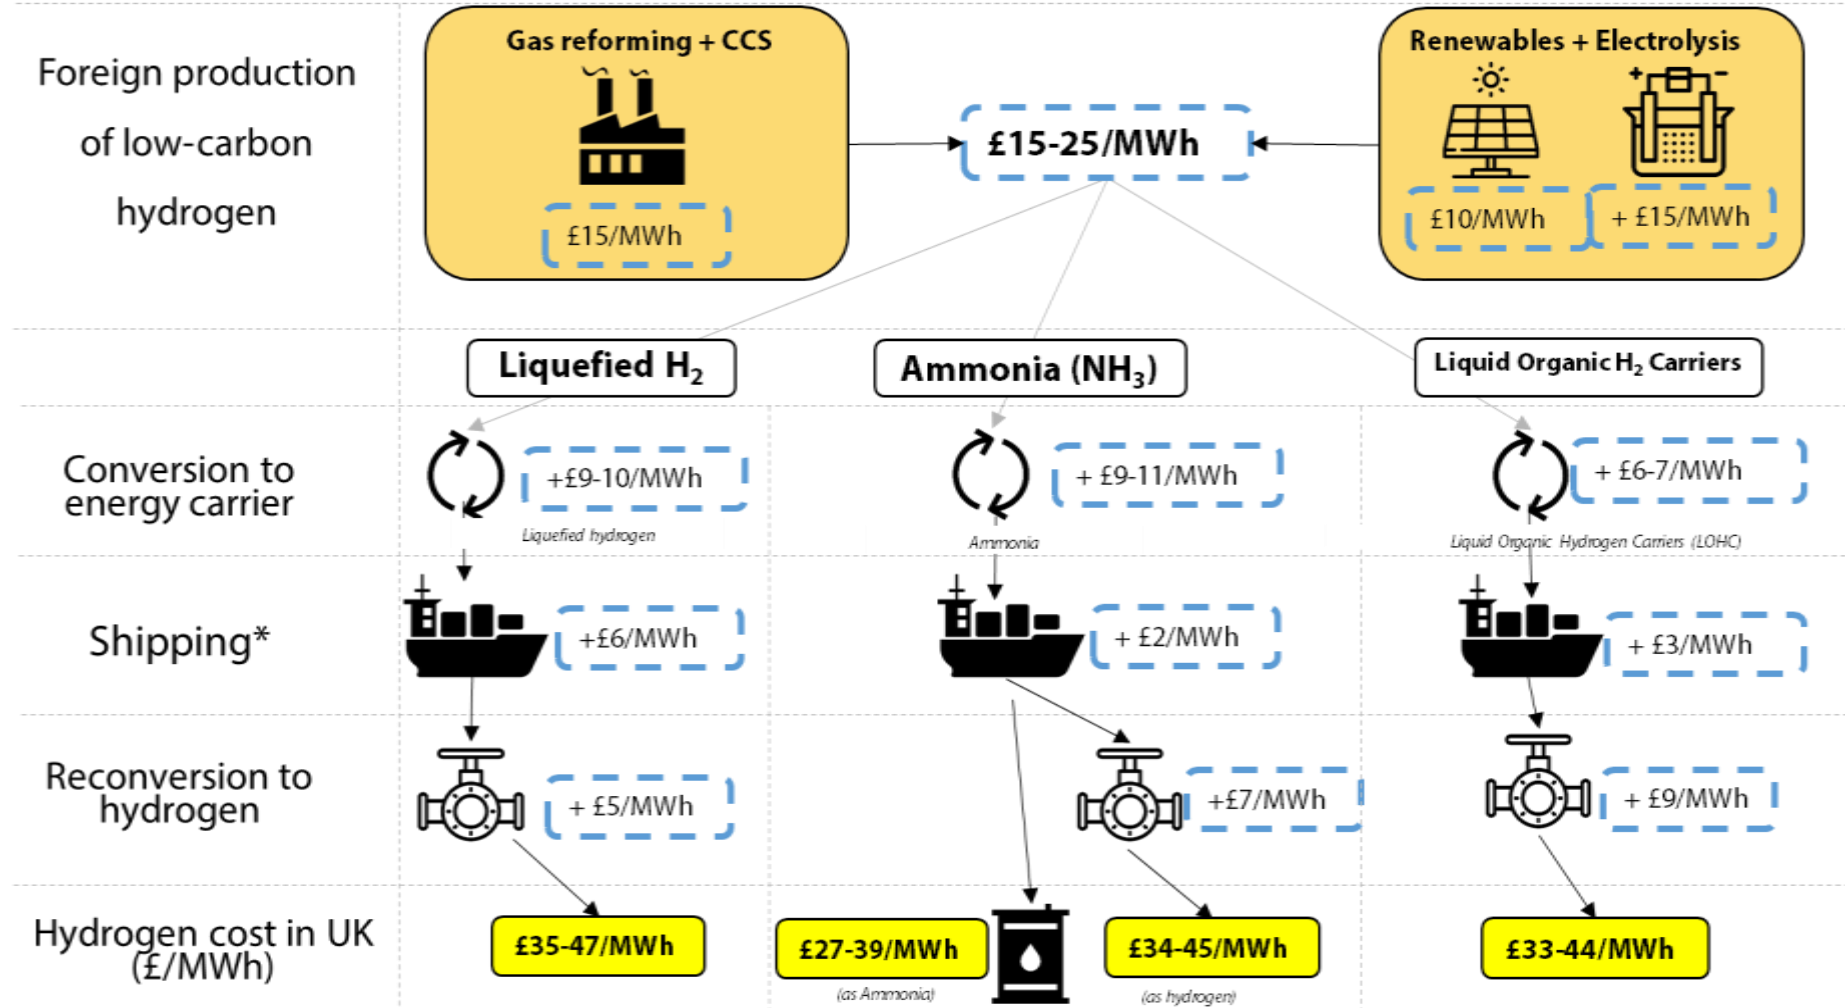 Foreign production
of low-carbon
hydrogen
Gas reforming + CCS
£15/MWh
£15-25/MWh
Renewables + Electrolysis
£10/MWh
+ £15/MWh
Liquefied H₂
Ammonia (NH₃)
Liquid Organic H₂ Carriers
Conversion to
energy carrier
+£9-10/MWh
Liquefied hydrogen
+ £9-11/MWh
Ammonia
+ £6-7/MWh
Liquid Organic Hydrogen Carriers (LOHC)
Shipping*
+£6/MWh
+ £2/MWh
+ £3/MWh
Reconversion to
hydrogen
+ £5/MWh
+£7/MWh
+ £9/MWh
Hydrogen cost in UK
(£/MWh)
£35-47/MWh
£27-39/MWh
(as Ammonia)
£34-45/MWh
(as hydrogen)
£33-44/MWh